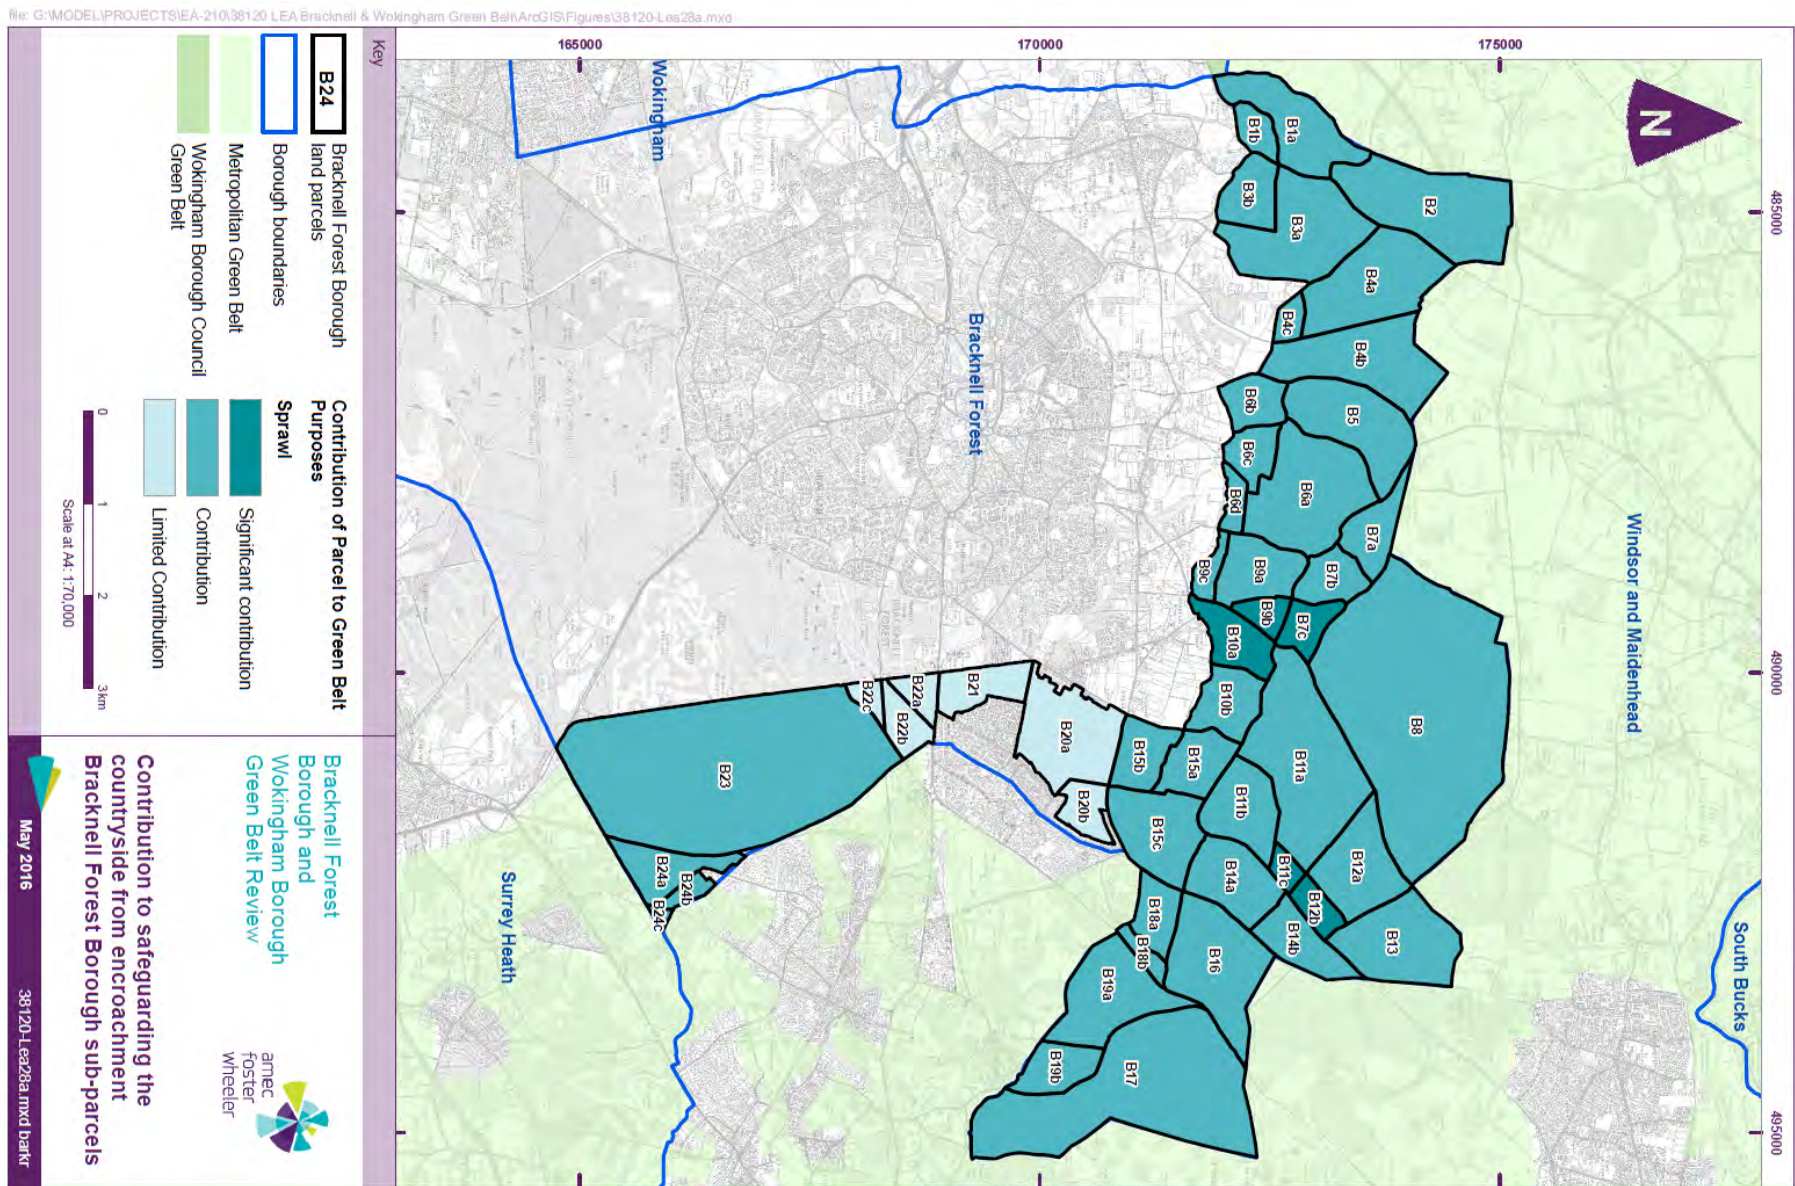 file: G:\MODEL\PROJECTS\EA-210\38120 LEA Bracknell & Wokingham Green Belt\ArcGIS\Figures\38120-Lea28a.mxd
165000
170000
175000
485000
490000
495000
N
Wokingham
Bracknell Forest
Windsor and Maidenhead
South Bucks
Surrey Heath
B1a
B1b
B2
B3a
B3b
B4a
B4c
B4b
B5
B6b
B6c
B6a
B6d
B7a
B7b
B7c
B8
B9a
B9c
B9b
B10a
B10b
B11a
B11b
B11c
B12a
B12b
B13
B14a
B14b
B15a
B15b
B15c
B16
B17
B18a
B18b
B19a
B19b
B20a
B20b
B21
B22a
B22b
B22c
B23
B24a
B24b
B24c
Key
B24
Bracknell Forest Borough
land parcels
Borough boundaries
Metropolitan Green Belt
Wokingham Borough Council
Green Belt
Contribution of Parcel to Green Belt
Purposes
Sprawl
Significant contribution
Contribution
Limited Contribution
0 1 2 3km
Scale at A4: 1:70,000
Bracknell Forest
Borough and
Wokingham Borough
Green Belt Review
amec
foster
wheeler
Contribution to safeguarding the
countryside from encroachment
Bracknell Forest Borough sub-parcels
May 2016
38120-Lea28a.mxd barkr